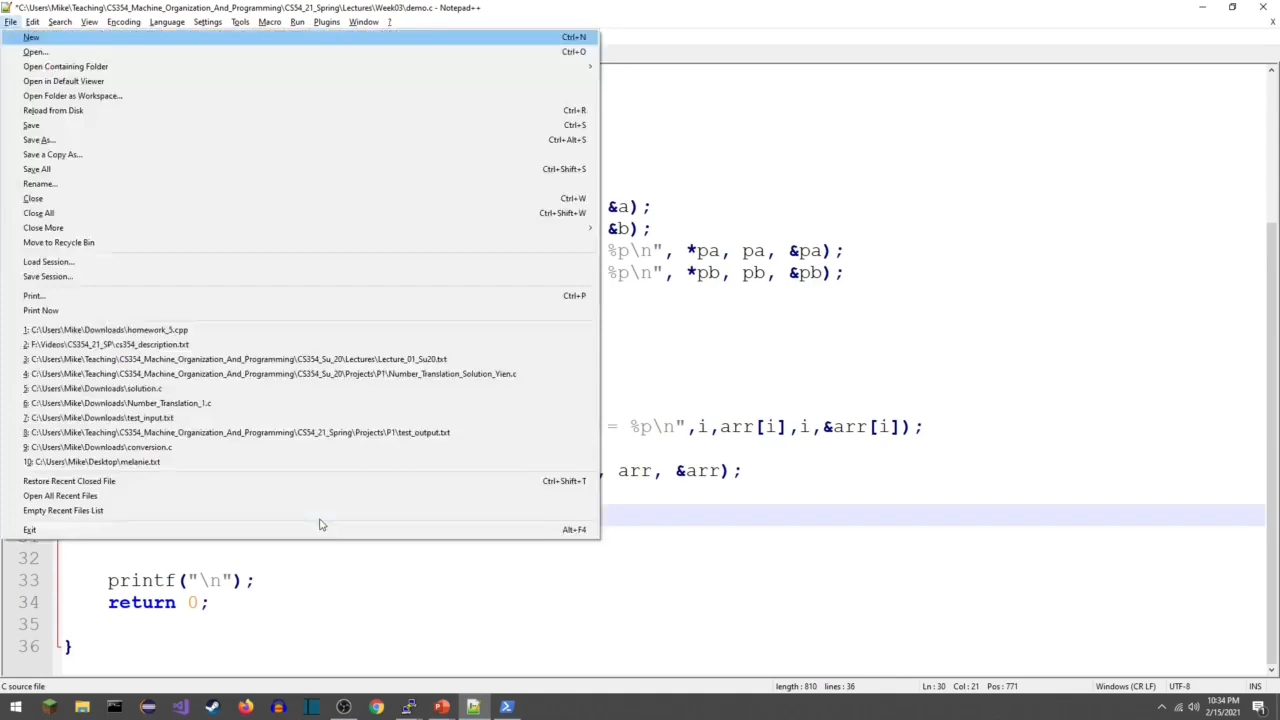 *C:\Users\Mike\Teaching\CS354_Machine_Organization_And_Programming\CS54_21_Spring\Lectures\Week03\demo.c - Notepad++
File Edit Search View Encoding Language Settings Tools Macro Run Plugins Window ? X
New Ctrl+N
Open... Ctrl+O
Open Containing Folder
Open in Default Viewer
Open Folder as Workspace...
Reload from Disk Ctrl+R
Save Ctrl+S
Save As... Ctrl+Alt+S
Save a Copy As...
Save All Ctrl+Shift+S
Rename...
Close Ctrl+W
Close All Ctrl+Shift+W
Close More
Move to Recycle Bin
Load Session...
Save Session...
Print... Ctrl+P
Print Now
1: C:\Users\Mike\Downloads\homework_5.cpp
2: F:\Videos\CS354_21_SP\cs354_description.txt
3: C:\Users\Mike\Teaching\CS354_Machine_Organization_And_Programming\CS354_Su_20\Lectures\Lecture_01_Su20.txt
4: C:\Users\Mike\Teaching\CS354_Machine_Organization_And_Programming\CS354_Su_20\Projects\P1\Number_Translation_Solution_Yien.c
5: C:\Users\Mike\Downloads\solution.c
6: C:\Users\Mike\Downloads\Number_Translation_1.c
7: C:\Users\Mike\Downloads\test_input.txt
8: C:\Users\Mike\Teaching\CS354_Machine_Organization_And_Programming\CS54_21_Spring\Projects\P1\test_output.txt
9: C:\Users\Mike\Downloads\conversion.c
10: C:\Users\Mike\Desktop\melanie.txt
Restore Recent Closed File Ctrl+Shift+T
Open All Recent Files
Empty Recent Files List
Exit Alt+F4
&a);
&b);
%p\n", *pa, pa, &pa);
%p\n", *pb, pb, &pb);
= %p\n",i,arr[i],i,&arr[i]);
, arr, &arr);
32
33 printf("\n");
34 return 0;
35
36 }
C source file length : 810 lines : 36 Ln : 30 Col : 21 Pos : 771 Windows (CR LF) UTF-8 INS
10:34 PM
2/15/2021